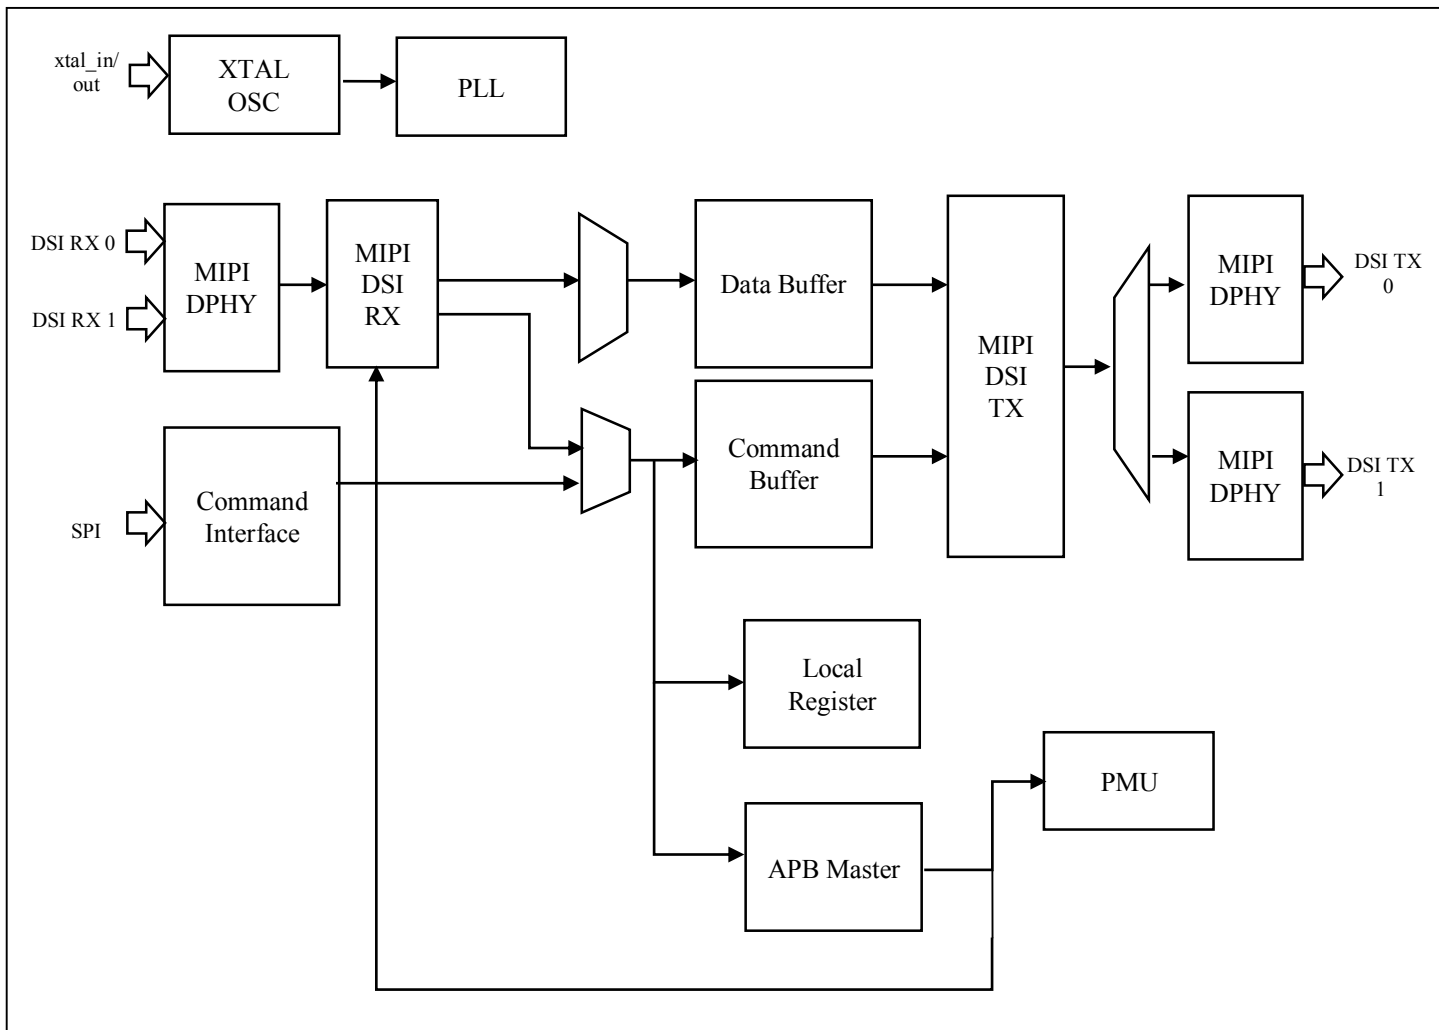 xtal_in/
out
XTAL
OSC
PLL
DSI RX 0
DSI RX 1
MIPI
DPHY
MIPI
DSI
RX
Data Buffer
MIPI
DSI
TX
MIPI
DPHY
DSI TX
0
SPI
Command
Interface
Command
Buffer
MIPI
DPHY
DSI TX
1
Local
Register
APB Master
PMU